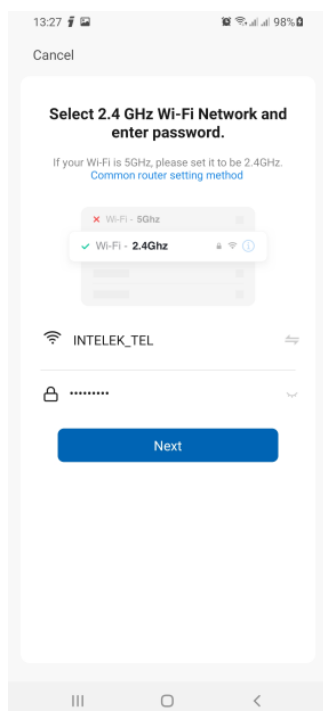 13:27 98%
Cancel
Select 2.4 GHz Wi-Fi Network and
enter password.
If your Wi-Fi is 5GHz, please set it to be 2.4GHz.
Common router setting method
Wi-Fi - 5Ghz
Wi-Fi - 2.4Ghz
INTELEK_TEL
•••••••••
Next